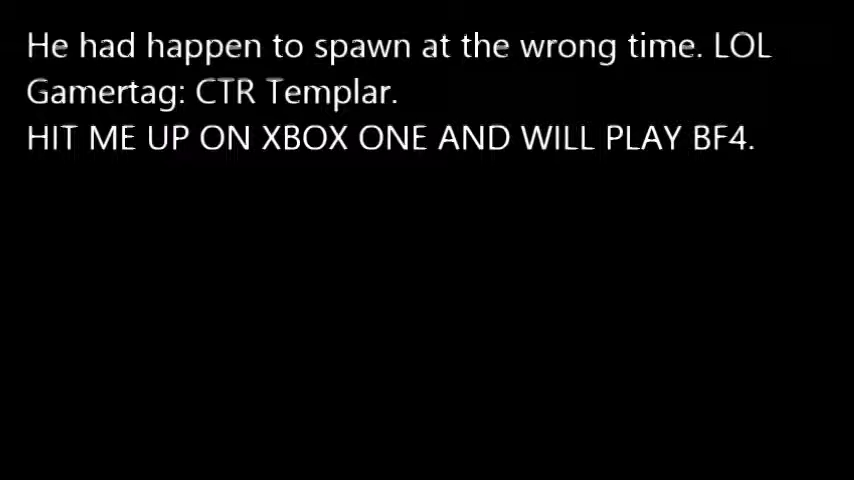 He had happen to spawn at the wrong time. LOL
Gamertag: CTR Templar.
HIT ME UP ON XBOX ONE AND WILL PLAY BF4.